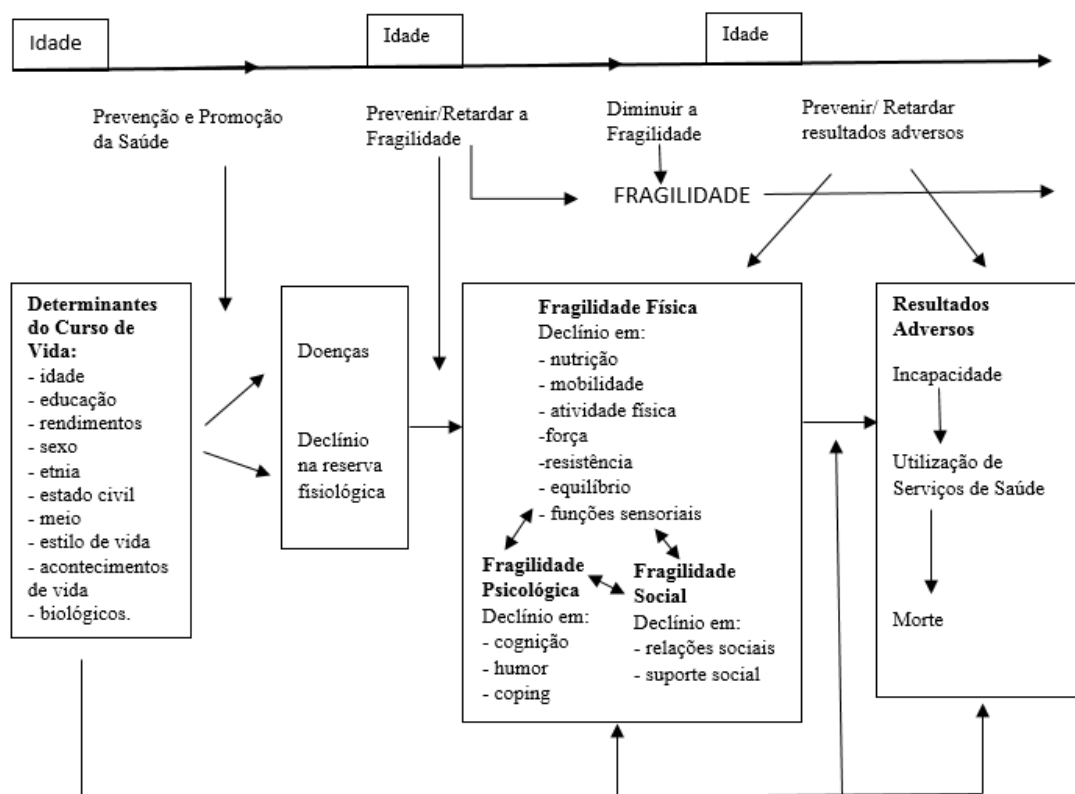 Idade
Idade
Idade
Prevenção e Promoção
da Saúde
Prevenir/Retardar a
Fragilidade
Diminuir a
Fragilidade
Prevenir/ Retardar
resultados adversos
FRAGILIDADE
Determinantes
do Curso de
Vida:
- idade
- educação
- rendimentos
- sexo
- etnia
- estado civil
- meio
- estilo de vida
- acontecimentos
de vida
- biológicos.
Doenças
Declínio
na reserva
fisiológica
Fragilidade Física
Declínio em:
- nutrição
- mobilidade
- atividade física
-força
-resistência
- equilíbrio
- funções sensoriais
Fragilidade
Psicológica
Declínio em:
- cognição
- humor
- coping
Fragilidade
Social
Declínio em:
- relações sociais
- suporte social
Resultados
Adversos
Incapacidade
Utilização de
Serviços de Saúde
Morte